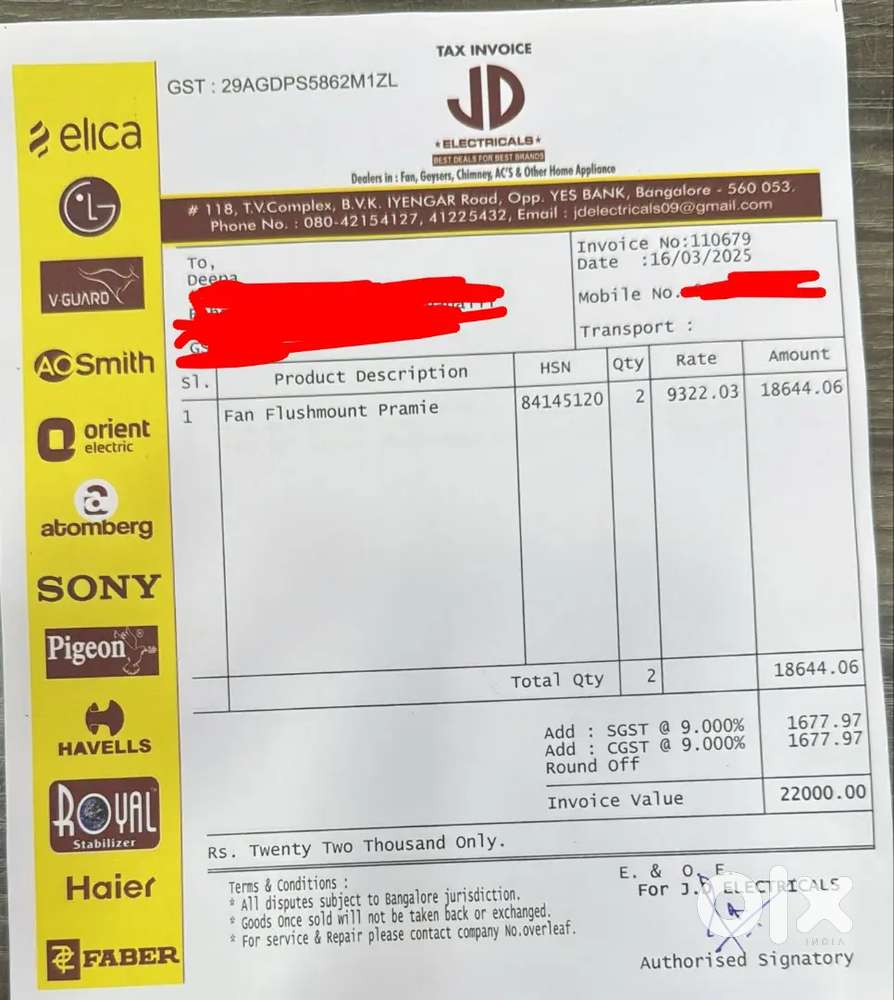 TAX INVOICE
GST : 29AGDPS5862M1ZL
JD
ELECTRICALS
BEST DEALS FOR BEST BRANDS
Dealers in : Fan, Geysers, Chimney, AC'S & Other Home Appliance
# 118, T.V.Complex, B.V.K. IYENGAR Road, Opp. YES BANK, Bangalore - 560 053.
Phone No. : 080-42154127, 41225432, Email : jdelectricals09@gmail.com
elica
LG
V-GUARD
AO Smith
orient
electric
a
atomberg
SONY
Pigeon
HAVELLS
ROYAL
Stabilizer
Haier
FABER
To,
Deepa
Invoice No:110679
Date :16/03/2025
Mobile No.
Transport :
Sl. Product Description HSN Qty Rate Amount
1 Fan Flushmount Pramie 84145120 2 9322.03 18644.06
Total Qty 2 18644.06
Add : SGST @ 9.000% 1677.97
Add : CGST @ 9.000% 1677.97
Round Off
Invoice Value 22000.00
Rs. Twenty Two Thousand Only.
Terms & Conditions :
* All disputes subject to Bangalore jurisdiction.
* Goods Once sold will not be taken back or exchanged.
* For service & Repair please contact company No.overleaf.
E. & O. E.
For J.D ELECTRICALS
Authorised Signatory
olx
INDIA